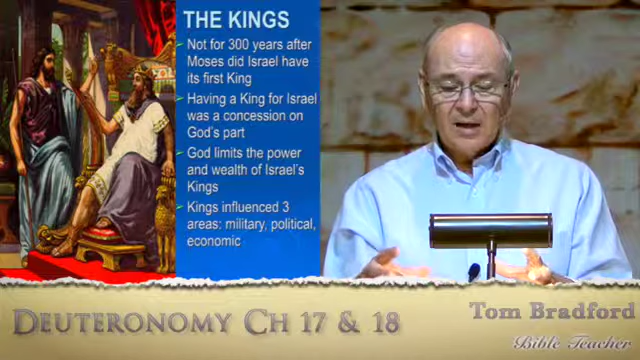 THE KINGS
Not for 300 years after
Moses did Israel have
its first King
Having a King for Israel
was a concession on
God's part
God limits the power
and wealth of Israel's
Kings
Kings influenced 3
areas: military, political,
economic
Deuteronomy Ch 17 & 18
Tom Bradford
Bible Teacher